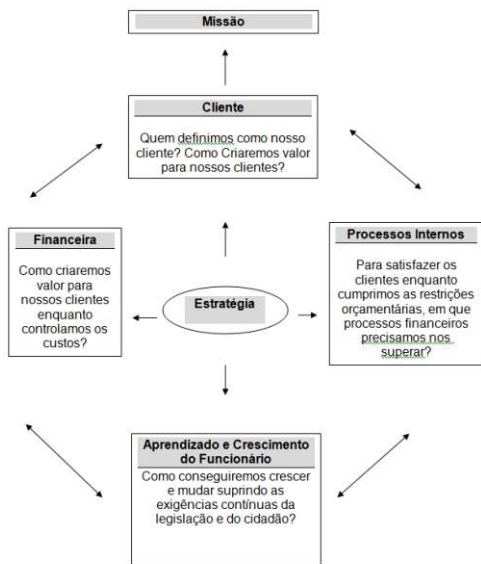 Missão
Cliente
Quem definimos como nosso
cliente? Como Criaremos valor
para nossos clientes?
Financeira
Como criaremos
valor para
nossos clientes
enquanto
controlamos os
custos?
Estratégia
Processos Internos
Para satisfazer os
clientes enquanto
cumprimos as restrições
orçamentárias, em que
processos financeiros
precisamos nos
superar?
Aprendizado e Crescimento
do Funcionário
Como conseguiremos crescer
e mudar suprindo as
exigências contínuas da
legislação e do cidadão?